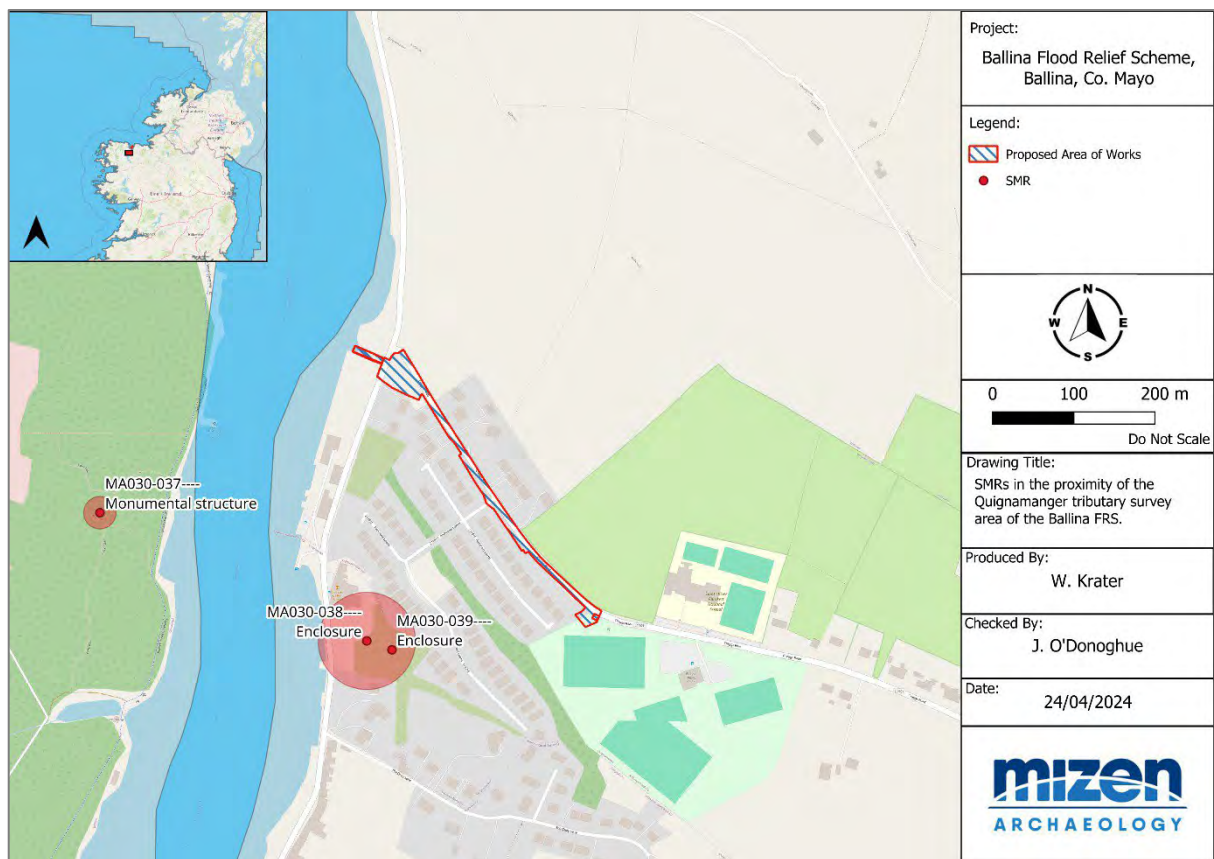 Project:
Ballina Flood Relief Scheme,
Ballina, Co. Mayo
Legend:
Proposed Area of Works
SMR
N
W E
S
0 100 200 m
Do Not Scale
Drawing Title:
SMRs in the proximity of the
Quignamanger tributary survey
area of the Ballina FRS.
Produced By:
W. Krater
Checked By:
J. O'Donoghue
Date:
24/04/2024
mizen
ARCHAEOLOGY
MA030-037----
Monumental structure
MA030-038----
Enclosure
MA030-039----
Enclosure